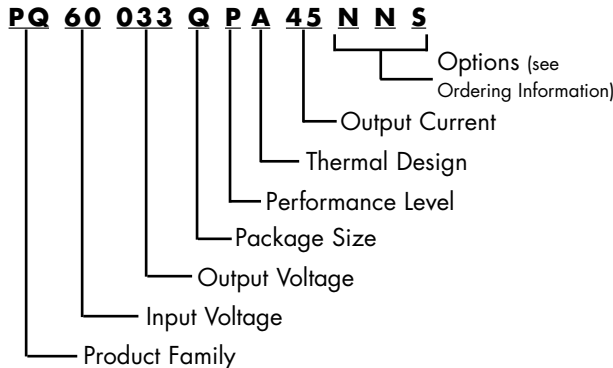 PQ 60 033 Q P A 45 N N S
Options (see
Ordering Information)
Output Current
Thermal Design
Performance Level
Package Size
Output Voltage
Input Voltage
Product Family